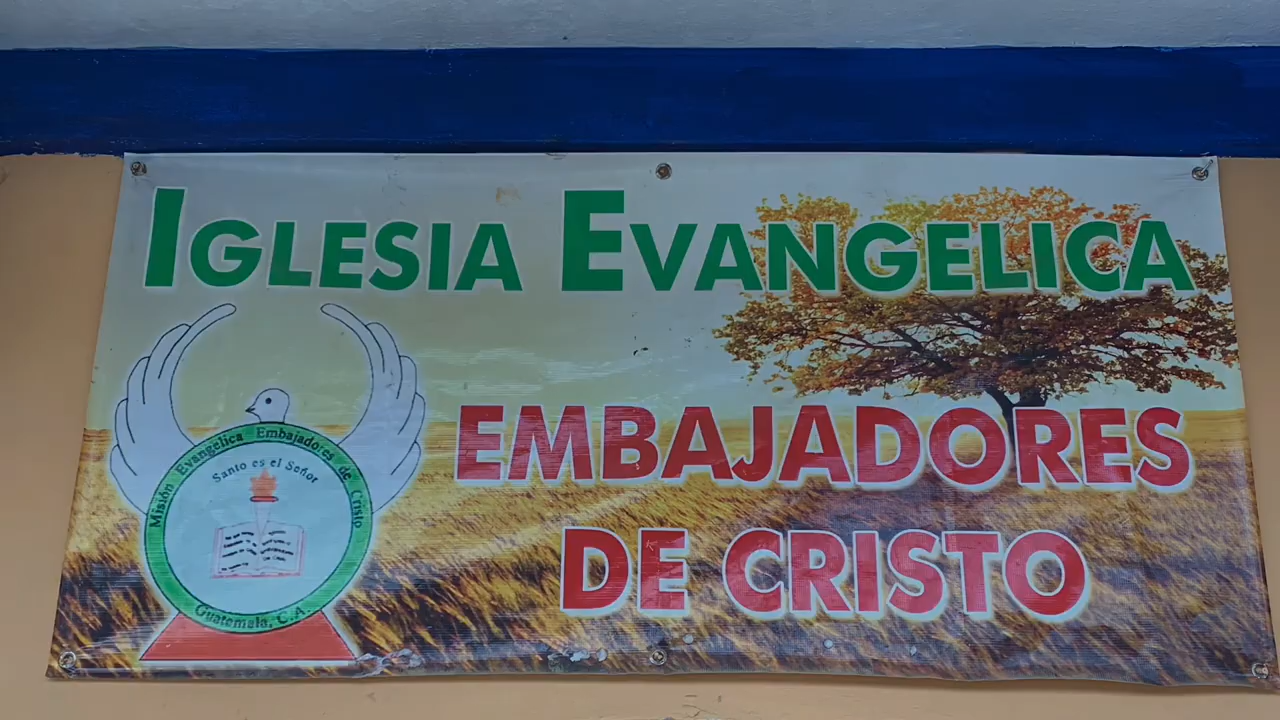 IGLESIA EVANGELICA
EMBAJADORES
DE CRISTO
Misión Evangelica Embajadores de Cristo
Santo es el Señor
Guatemala, C.A.